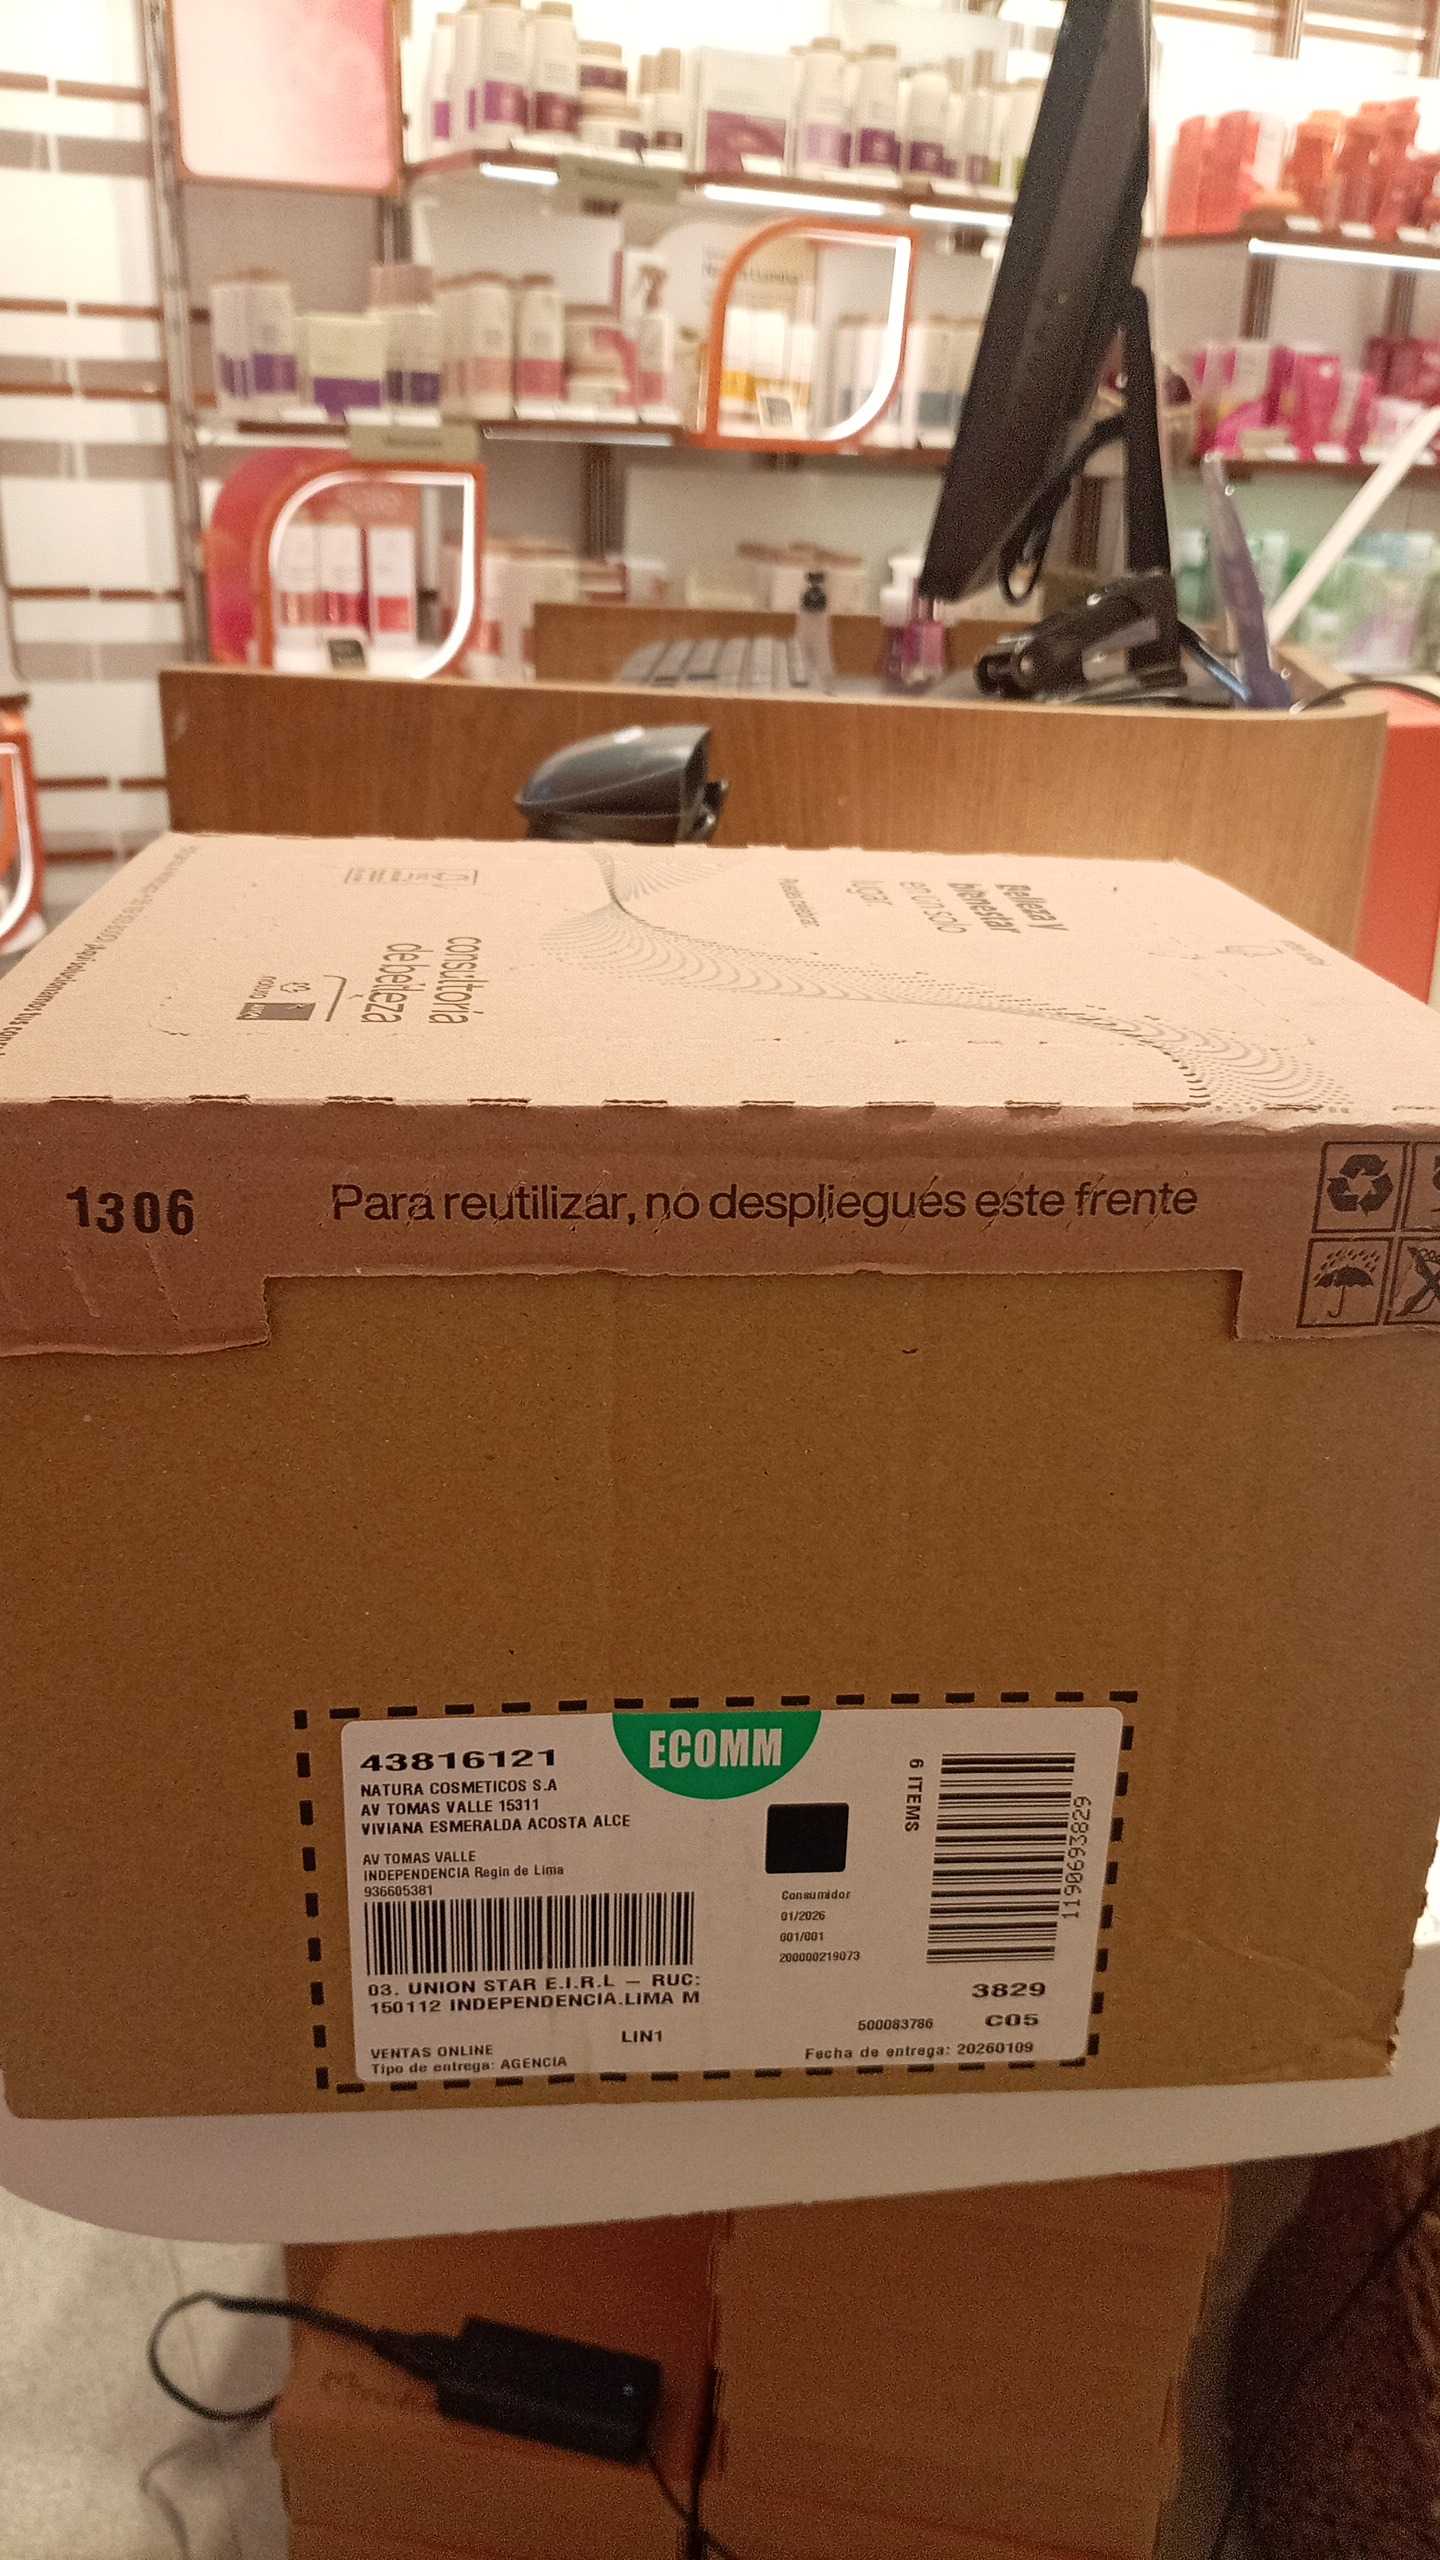 consultoría
de belleza
natura
Belleza y
bienestar
en un solo
lugar.
1306
Para reutilizar, no despliegues este frente
43816121
ECOMM
NATURA COSMETICOS S.A
AV TOMAS VALLE 15311
VIVIANA ESMERALDA ACOSTA ALCE
AV TOMAS VALLE
INDEPENDENCIA Regin de Lima
936605381
03. UNION STAR E.I.R.L – RUC:
150112 INDEPENDENCIA.LIMA M
LIN1
VENTAS ONLINE
Tipo de entrega: AGENCIA
Consumidor
01/2026
001/001
200000219073
6 ITEMS
1190693829
3829
500083786
C05
Fecha de entrega: 20260109